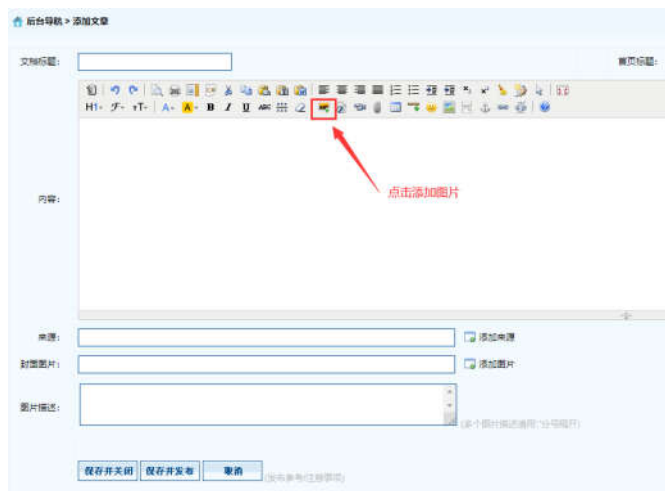 后台导航 > 添加文章
文档标题:
首页标题:
H1- F- тT- A- A- B I U ABC
点击添加图片
内容:
来源:
添加来源
封面图片:
添加图片
图片描述:
(多个图片描述请用";"分号隔开)
保存并关闭 保存并发布 取消